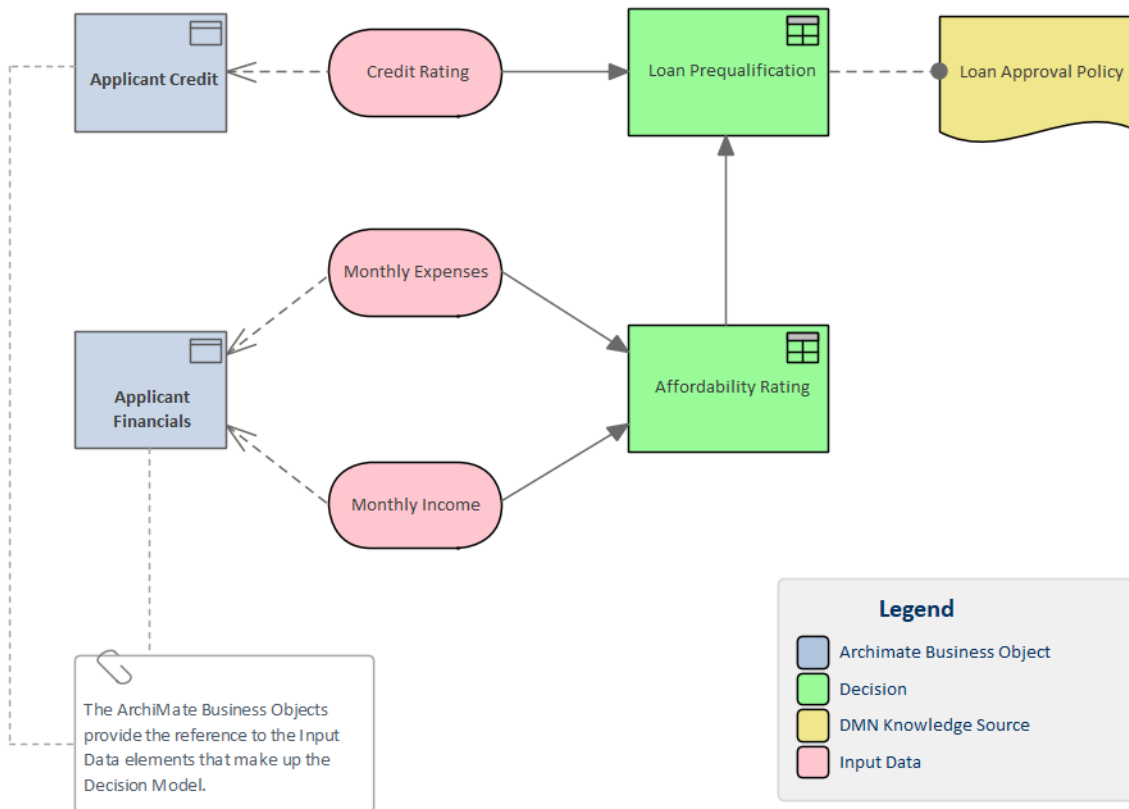 Applicant Credit
Credit Rating
Loan Prequalification
Loan Approval Policy
Monthly Expenses
Applicant
Financials
Affordability Rating
Monthly Income
Legend
Archimate Business Object
Decision
DMN Knowledge Source
Input Data
The ArchiMate Business Objects
provide the reference to the Input
Data elements that make up the
Decision Model.